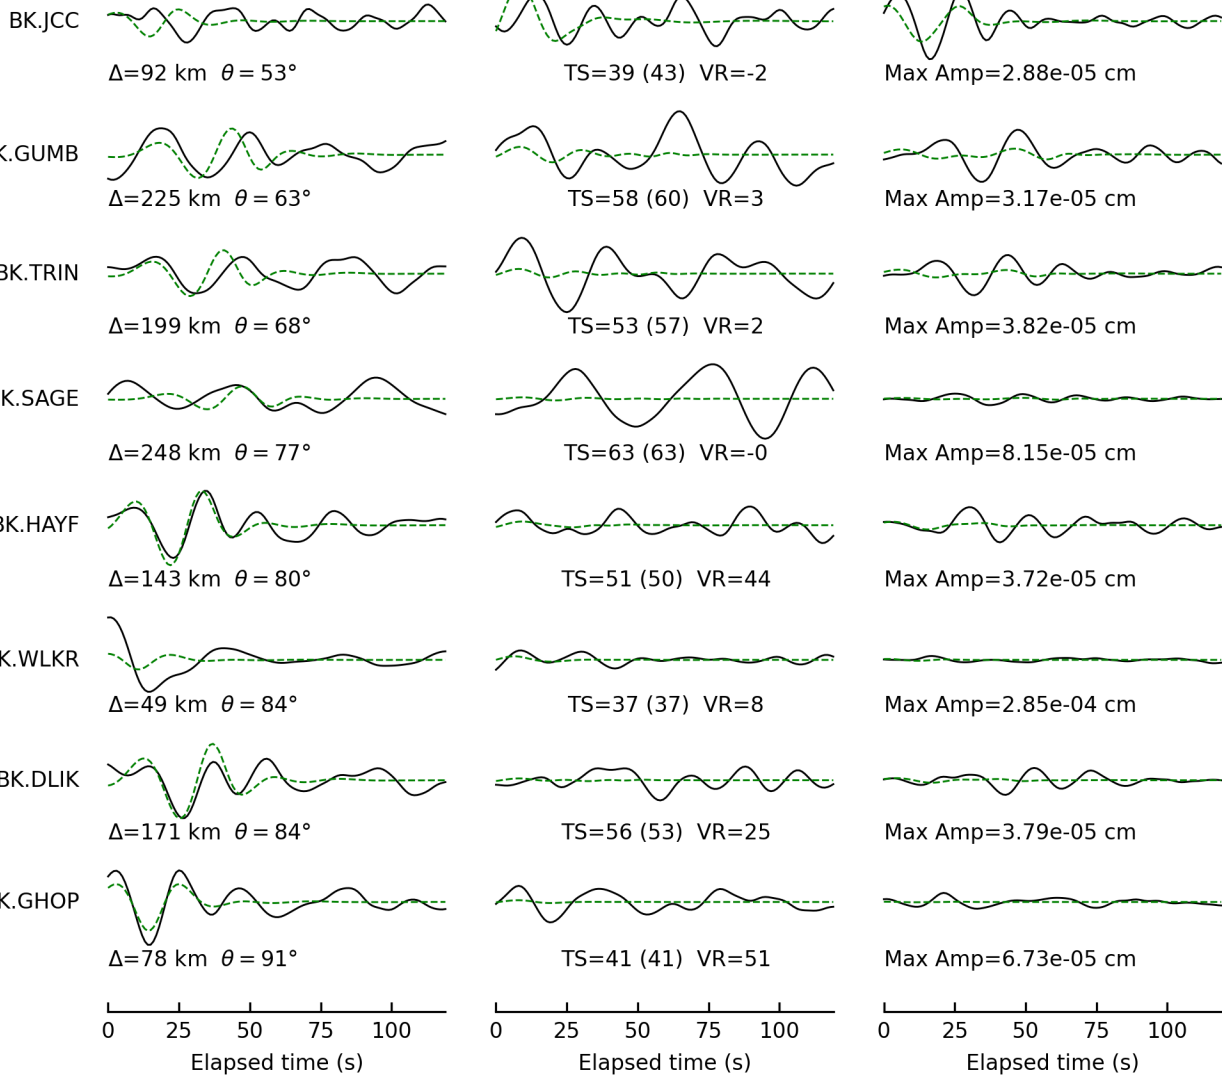 BK.JCC
Δ=92 km θ = 53° TS=39 (43) VR=-2 Max Amp=2.88e-05 cm
K.GUMB
Δ=225 km θ = 63° TS=58 (60) VR=3 Max Amp=3.17e-05 cm
BK.TRIN
Δ=199 km θ = 68° TS=53 (57) VR=2 Max Amp=3.82e-05 cm
K.SAGE
Δ=248 km θ = 77° TS=63 (63) VR=-0 Max Amp=8.15e-05 cm
BK.HAYF
Δ=143 km θ = 80° TS=51 (50) VR=44 Max Amp=3.72e-05 cm
K.WLKR
Δ=49 km θ = 84° TS=37 (37) VR=8 Max Amp=2.85e-04 cm
BK.DLIK
Δ=171 km θ = 84° TS=56 (53) VR=25 Max Amp=3.79e-05 cm
K.GHOP
Δ=78 km θ = 91° TS=41 (41) VR=51 Max Amp=6.73e-05 cm
0 25 50 75 100 0 25 50 75 100 0 25 50 75 100
Elapsed time (s) Elapsed time (s) Elapsed time (s)